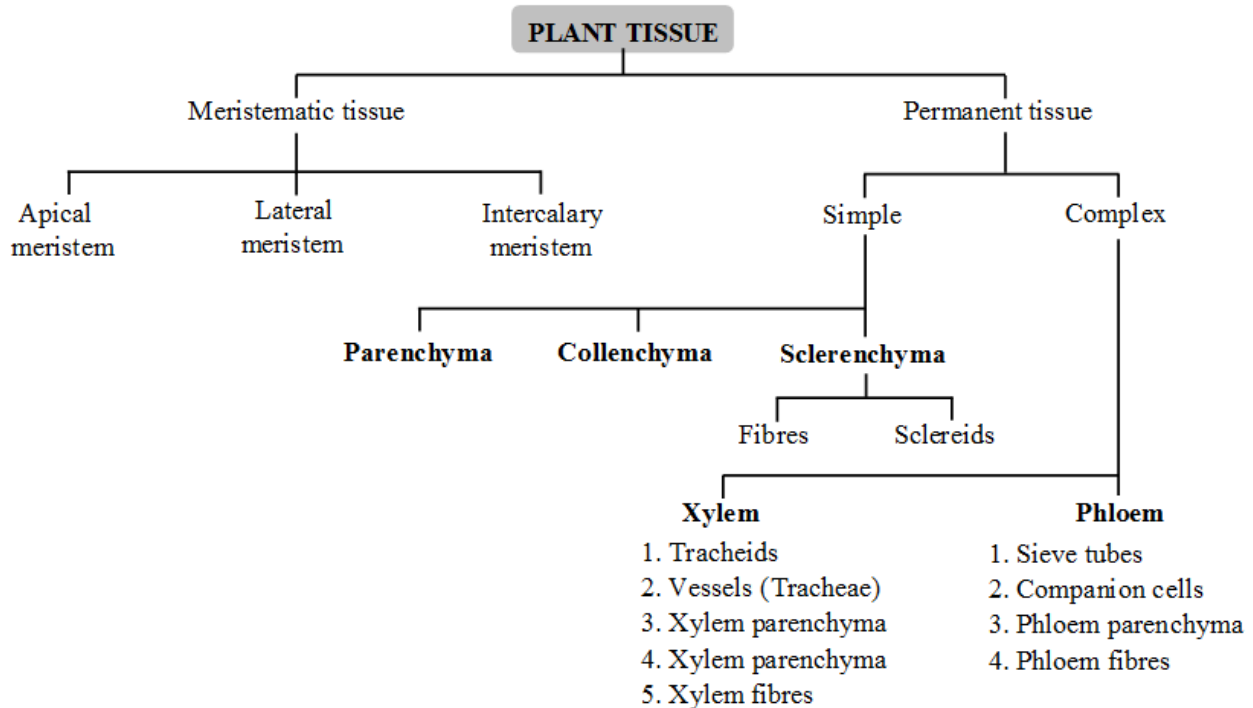 PLANT TISSUE
Meristematic tissue
Permanent tissue
Apical
meristem
Lateral
meristem
Intercalary
meristem
Simple
Complex
Parenchyma
Collenchyma
Sclerenchyma
Fibres
Sclereids
Xylem
1. Tracheids
2. Vessels (Tracheae)
3. Xylem parenchyma
4. Xylem parenchyma
5. Xylem fibres
Phloem
1. Sieve tubes
2. Companion cells
3. Phloem parenchyma
4. Phloem fibres